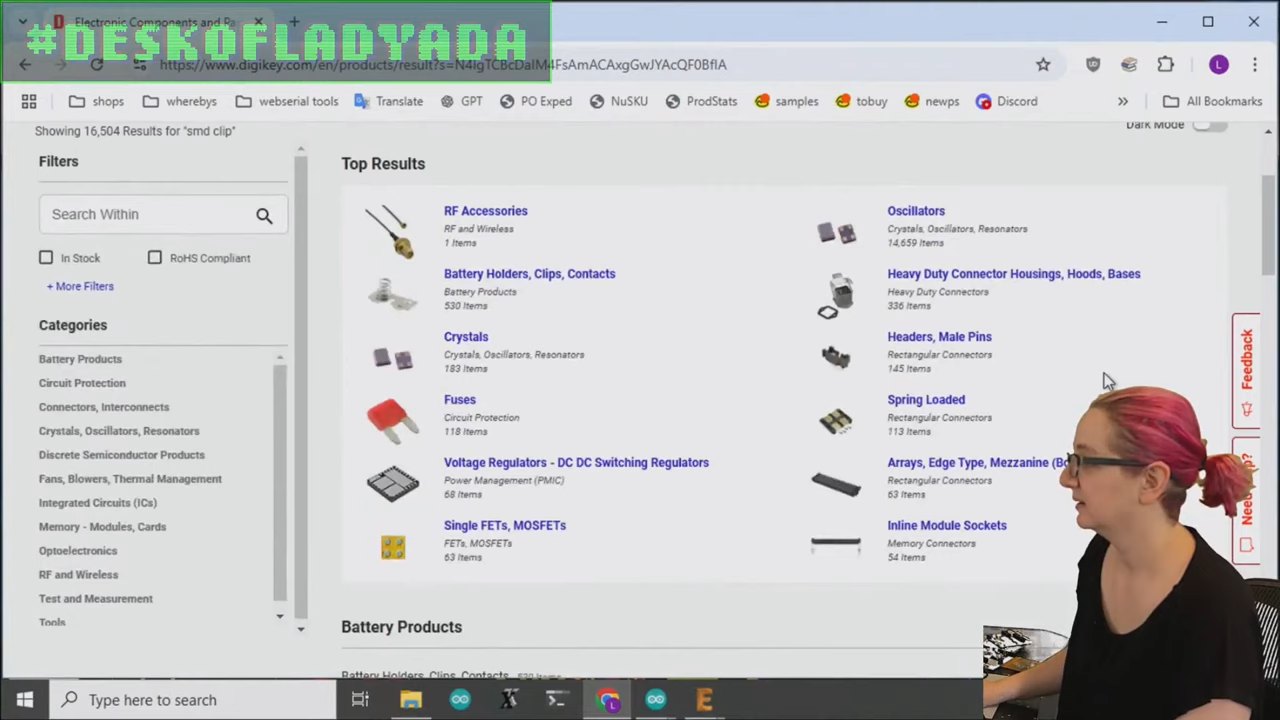 #DESKOFLADYADA
Electronic Components and Pa
https://www.digikey.com/en/products/result?s=
shops
whereby
webserial tools
Translate
GPT
PO Exped
NuSKU
ProdStats
samples
tobuy
newps
Discord
»
All Bookmarks
L
Showing 16,504 Results for "smd clip"
Dark Mode
Filters
Search Within
In Stock
RoHS Compliant
+ More Filters
Categories
Battery Products
Circuit Protection
Connectors, Interconnects
Crystals, Oscillators, Resonators
Discrete Semiconductor Products
Fans, Blowers, Thermal Management
Integrated Circuits (ICs)
Memory - Modules, Cards
Optoelectronics
RF and Wireless
Test and Measurement
Tools
Top Results
RF Accessories
RF and Wireless
1 Items
Battery Holders, Clips, Contacts
Battery Products
530 Items
Crystals
Crystals, Oscillators, Resonators
183 Items
Fuses
Circuit Protection
118 Items
Voltage Regulators - DC DC Switching Regulators
Power Management (PMIC)
68 Items
Single FETs, MOSFETs
FETs, MOSFETs
63 Items
Oscillators
Crystals, Oscillators, Resonators
14,659 Items
Heavy Duty Connector Housings, Hoods, Bases
Heavy Duty Connectors
336 Items
Headers, Male Pins
Rectangular Connectors
145 Items
Spring Loaded
Rectangular Connectors
113 Items
Arrays, Edge Type, Mezzanine (Bo
Rectangular Connectors
63 Items
Inline Module Sockets
Memory Connectors
54 Items
Battery Products
Battery Holders, Clips, Contacts 530 Items
Feedback
Type here to search